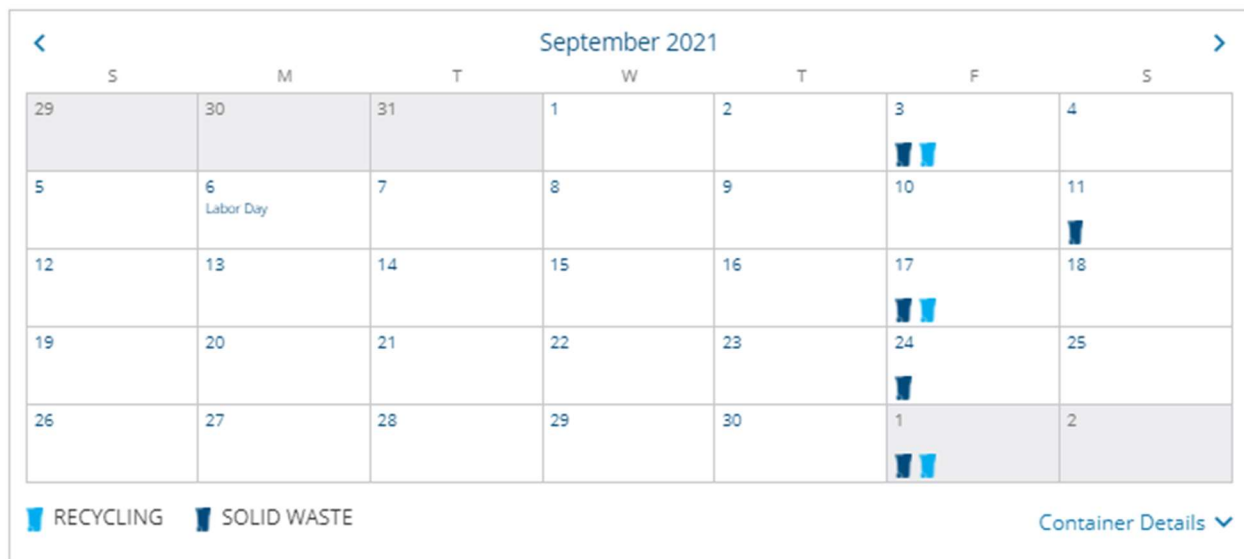 September 2021
S M T W T F S
29 30 31 1 2 3 4
5 6 7 8 9 10 11
Labor Day
12 13 14 15 16 17 18
19 20 21 22 23 24 25
26 27 28 29 30 1 2
RECYCLING SOLID WASTE
Container Details